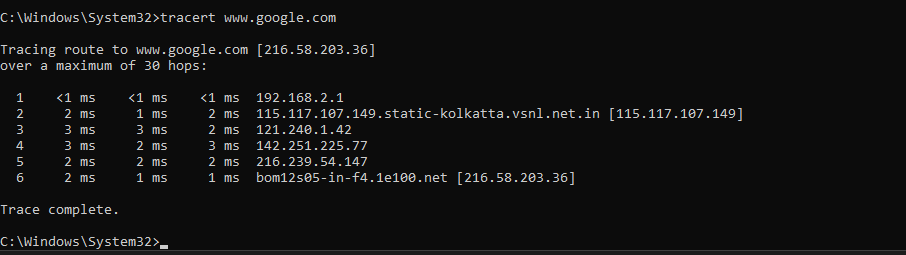 C:\Windows\System32>tracert www.google.com
Tracing route to www.google.com [216.58.203.36]
over a maximum of 30 hops:
1 <1 ms <1 ms <1 ms 192.168.2.1
2 2 ms 1 ms 2 ms 115.117.107.149.static-kolkatta.vsnl.net.in [115.117.107.149]
3 3 ms 3 ms 2 ms 121.240.1.42
4 3 ms 2 ms 3 ms 142.251.225.77
5 2 ms 2 ms 2 ms 216.239.54.147
6 2 ms 1 ms 1 ms bom12s05-in-f4.1e100.net [216.58.203.36]
Trace complete.
C:\Windows\System32>